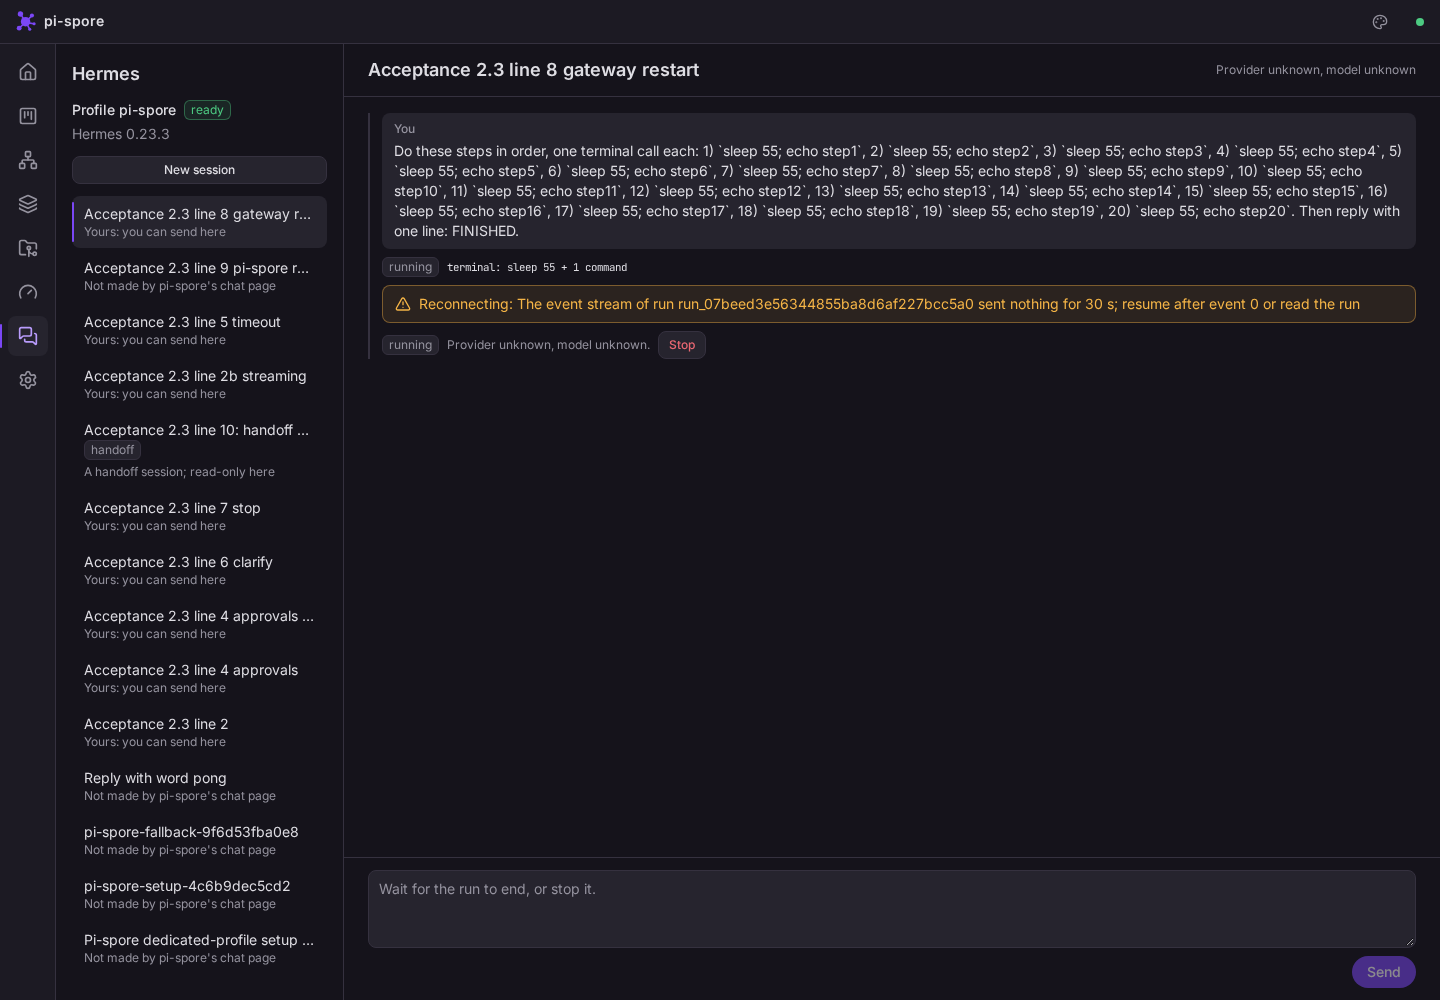 pi-spore
Hermes
Profile pi-spore ready
Hermes 0.23.3
New session
Acceptance 2.3 line 8 gateway r...
Yours: you can send here
Acceptance 2.3 line 9 pi-spore r...
Not made by pi-spore's chat page
Acceptance 2.3 line 5 timeout
Yours: you can send here
Acceptance 2.3 line 2b streaming
Yours: you can send here
Acceptance 2.3 line 10: handoff ...
handoff
A handoff session; read-only here
Acceptance 2.3 line 7 stop
Yours: you can send here
Acceptance 2.3 line 6 clarify
Yours: you can send here
Acceptance 2.3 line 4 approvals ...
Yours: you can send here
Acceptance 2.3 line 4 approvals
Yours: you can send here
Acceptance 2.3 line 2
Yours: you can send here
Reply with word pong
Not made by pi-spore's chat page
pi-spore-fallback-9f6d53fba0e8
Not made by pi-spore's chat page
pi-spore-setup-4c6b9dec5cd2
Not made by pi-spore's chat page
Pi-spore dedicated-profile setup ...
Not made by pi-spore's chat page
Acceptance 2.3 line 8 gateway restart
Provider unknown, model unknown
You
Do these steps in order, one terminal call each: 1) `sleep 55; echo step1`, 2) `sleep 55; echo step2`, 3) `sleep 55; echo step3`, 4) `sleep 55; echo step4`, 5)
`sleep 55; echo step5`, 6) `sleep 55; echo step6`, 7) `sleep 55; echo step7`, 8) `sleep 55; echo step8`, 9) `sleep 55; echo step9`, 10) `sleep 55; echo
step10`, 11) `sleep 55; echo step11`, 12) `sleep 55; echo step12`, 13) `sleep 55; echo step13`, 14) `sleep 55; echo step14`, 15) `sleep 55; echo step15`, 16)
`sleep 55; echo step16`, 17) `sleep 55; echo step17`, 18) `sleep 55; echo step18`, 19) `sleep 55; echo step19`, 20) `sleep 55; echo step20`. Then reply with
one line: FINISHED.
running terminal: sleep 55 + 1 command
Reconnecting: The event stream of run run_07beed3e56344855ba8d6af227bcc5a0 sent nothing for 30 s; resume after event 0 or read the run
running Provider unknown, model unknown. Stop
Wait for the run to end, or stop it.
Send